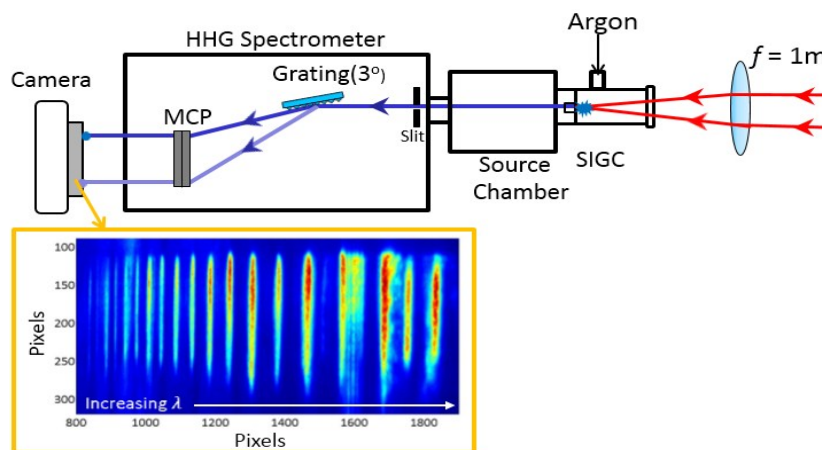 HHG Spectrometer
Argon
f = 1m
Camera
Grating(3°)
MCP
Slit
Source
Chamber
SIGC
100
150
200
250
300
Pixels
Increasing λ
800 1000 1200 1400 1600 1800
Pixels